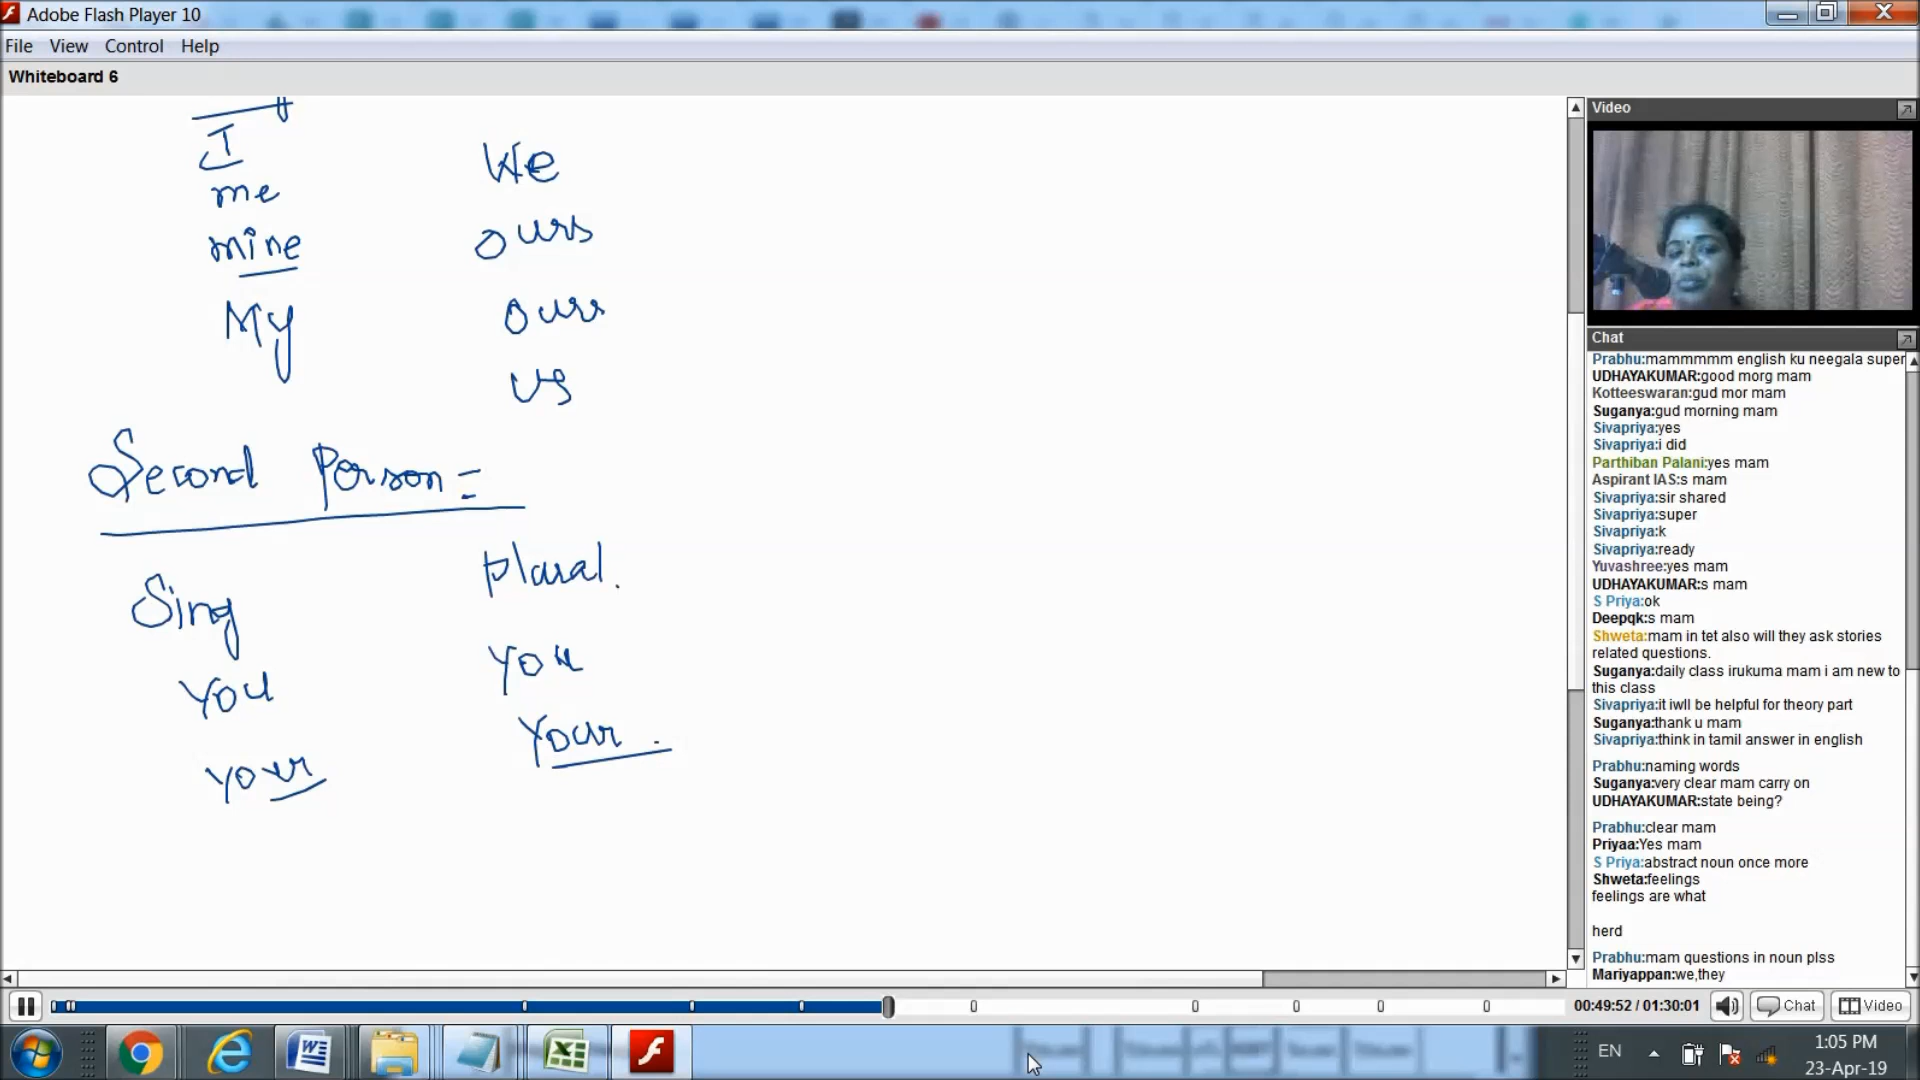 Adobe Flash Player 10
File View Control Help
Whiteboard 6
I
me
mine
My
We
ours
ours
us
Second Person =
Sing
you
your
plural.
you
your.
Video
Chat
Prabhu:mammmmm english ku neegala super
UDHAYAKUMAR:good morg mam
Kotteeswaran:gud mor mam
Suganya:gud morning mam
Sivapriya:yes
Sivapriya:i did
Parthiban Palani:yes mam
Aspirant IAS:s mam
Sivapriya:sir shared
Sivapriya:super
Sivapriya:k
Sivapriya:ready
Yuvashree:yes mam
UDHAYAKUMAR:s mam
S Priya:ok
Deepqk:s mam
Shweta:mam in tet also will they ask stories
related questions.
Suganya:daily class irukuma mam i am new to
this class
Sivapriya:it iwll be helpful for theory part
Suganya:thank u mam
Sivapriya:think in tamil answer in english
Prabhu:naming words
Suganya:very clear mam carry on
UDHAYAKUMAR:state being?
Prabhu:clear mam
Priyaa:Yes mam
S Priya:abstract noun once more
Shweta:feelings
feelings are what
herd
Prabhu:mam questions in noun plss
Mariyappan:we,they
00:49:52 / 01:30:01 Chat Video
EN
1:05 PM
23-Apr-19